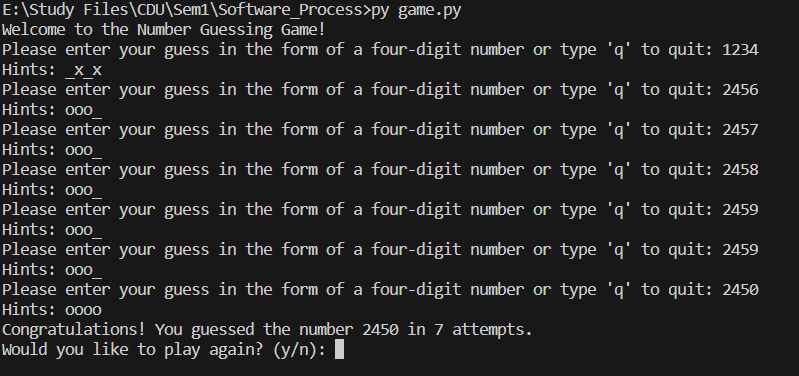 E:\Study Files\CDU\Sem1\Software_Process>py game.py
Welcome to the Number Guessing Game!
Please enter your guess in the form of a four-digit number or type 'q' to quit: 1234
Hints: _x_x
Please enter your guess in the form of a four-digit number or type 'q' to quit: 2456
Hints: ooo_
Please enter your guess in the form of a four-digit number or type 'q' to quit: 2457
Hints: ooo_
Please enter your guess in the form of a four-digit number or type 'q' to quit: 2458
Hints: ooo_
Please enter your guess in the form of a four-digit number or type 'q' to quit: 2459
Hints: ooo_
Please enter your guess in the form of a four-digit number or type 'q' to quit: 2459
Hints: ooo_
Please enter your guess in the form of a four-digit number or type 'q' to quit: 2450
Hints: oooo
Congratulations! You guessed the number 2450 in 7 attempts.
Would you like to play again? (y/n):